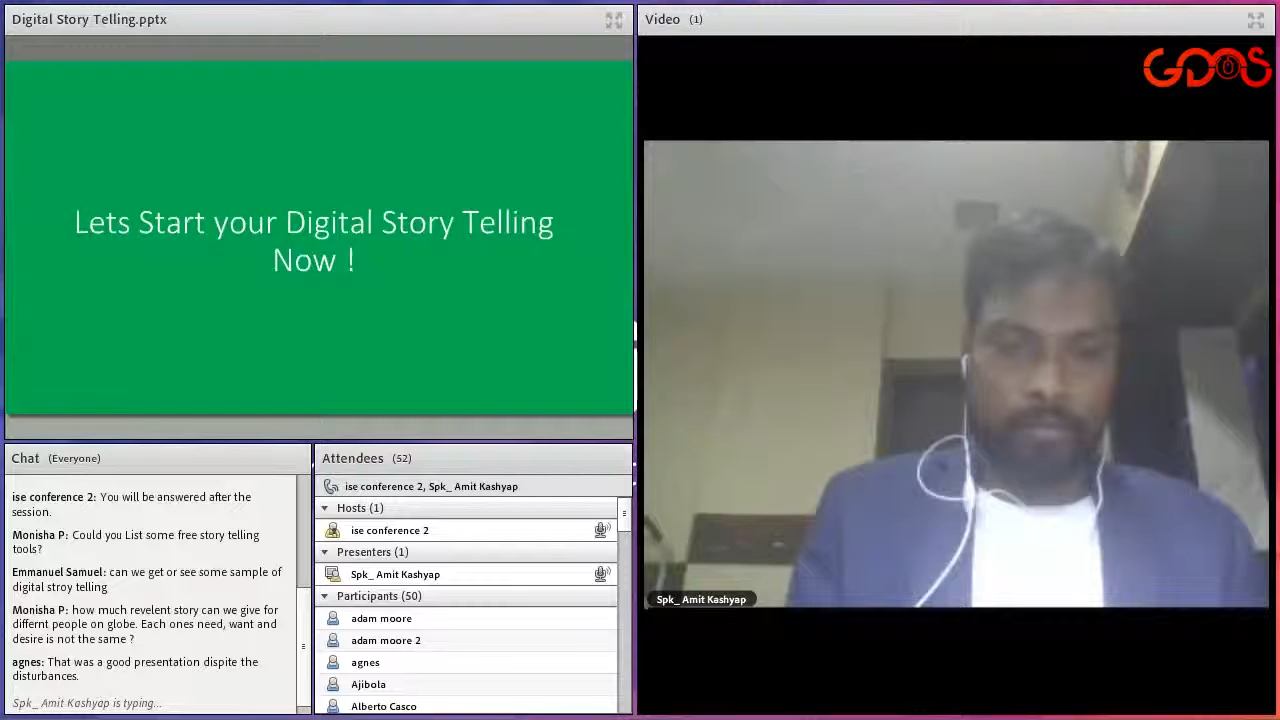 Digital Story Telling.pptx
Lets Start your Digital Story Telling
Now !
Chat (Everyone)
ise conference 2: You will be answered after the
session.
Monisha P: Could you List some free story telling
tools?
Emmanuel Samuel: can we get or see some sample of
digital stroy telling
Monisha P: how much revelent story can we give for
differnt people on globe. Each ones need, want and
desire is not the same ?
agnes: That was a good presentation dispite the
disturbances.
Spk_ Amit Kashyap is typing...
Attendees (52)
ise conference 2, Spk_ Amit Kashyap
Hosts (1)
ise conference 2
Presenters (1)
Spk_ Amit Kashyap
Participants (50)
adam moore
adam moore 2
agnes
Ajibola
Alberto Casco
Video (1)
GDOS
Spk_ Amit Kashyap